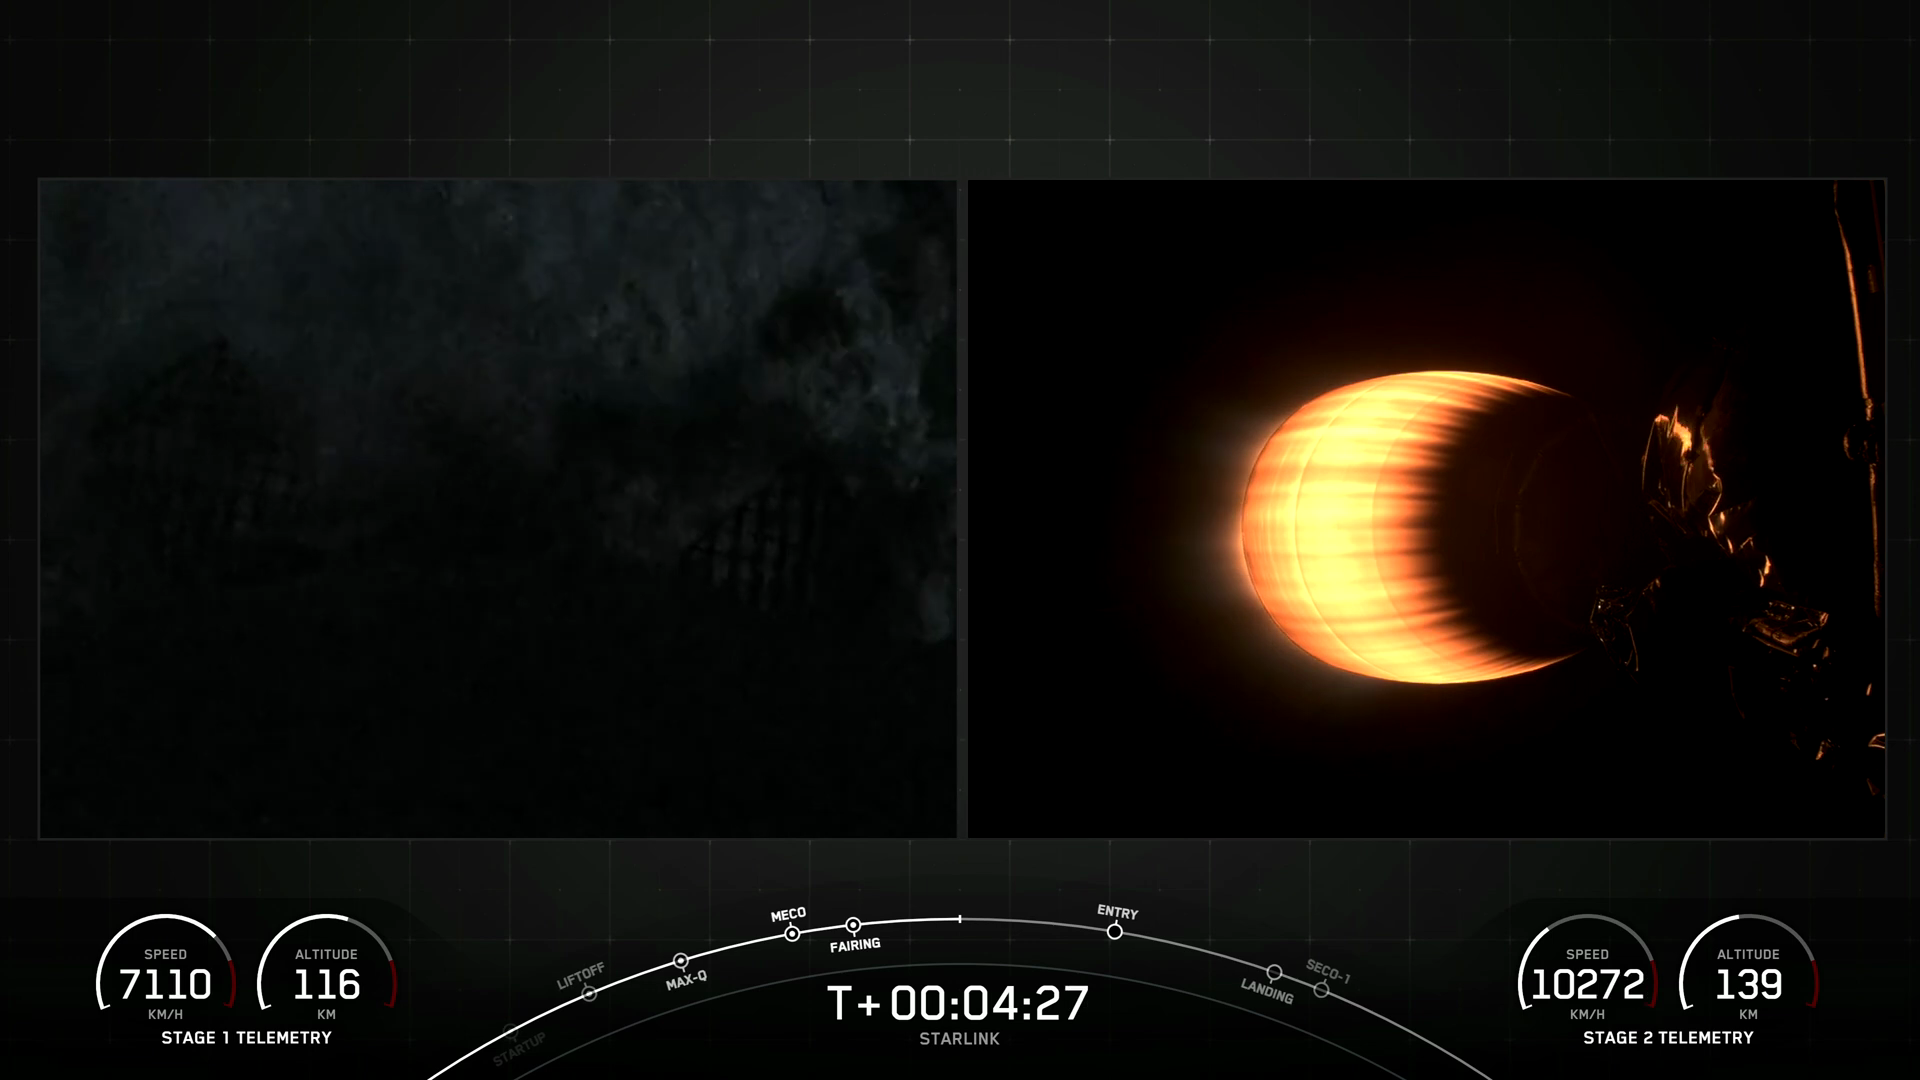 SPEED
7110
KM/H
ALTITUDE
116
KM
STAGE 1 TELEMETRY
STARTUP
LIFTOFF
MAX-Q
MECO
FAIRING
ENTRY
LANDING
SECO-1
T+00:04:27
STARLINK
SPEED
10272
KM/H
ALTITUDE
139
KM
STAGE 2 TELEMETRY